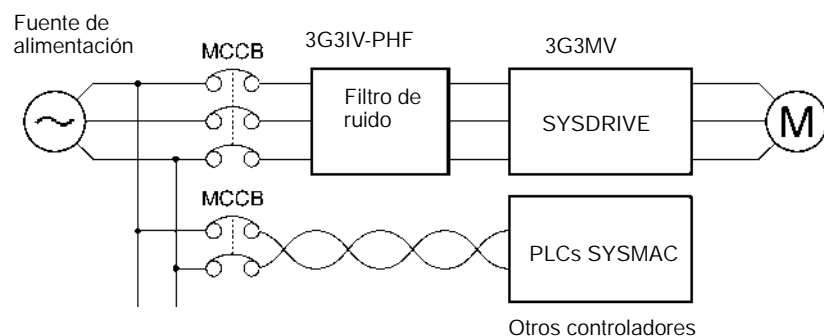 Fuente de
alimentación
MCCB
3G3IV-PHF
3G3MV
Filtro de
ruido
SYSDRIVE
M
MCCB
PLCs SYSMAC
Otros controladores